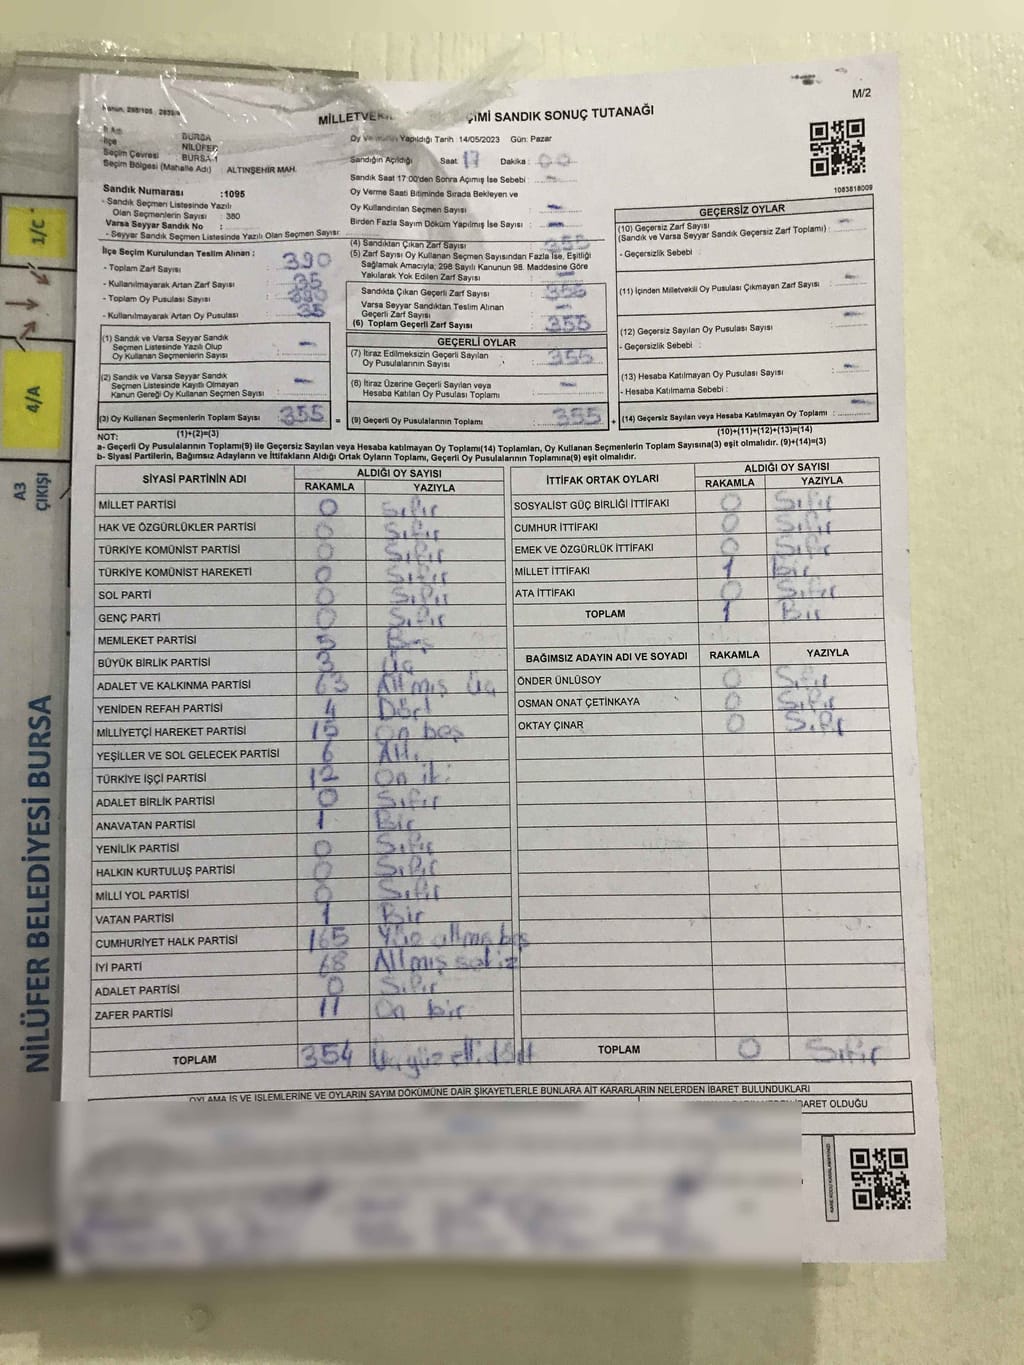 M/2
ÇİMİ SANDIK SONUÇ TUTANAĞI
BURSA
NİLÜFER
Seçim Çevresi : BURSA-1
Seçim Bölgesi (Mahalle Adı) ALTINŞEHİR MAH.
Oy Yapıldığı Tarih : 14/05/2023 Gün: Pazar
Sandığın Açıldığı Saat 17 Dakika : 00
Sandık Saat 17:00'den Sonra Açılmış İse Sebebi : -
Oy Verme Saati Bitiminde Sırada Bekleyen ve
Oy Kullandırılan Seçmen Sayısı : -
Birden Fazla Sayım Döküm Yapılmış İse Sayısı : -
1083818009
Sandık Numarası :1095
- Sandık Seçmen Listesinde Yazılı
Olan Seçmenlerin Sayısı : 380
Varsa Seyyar Sandık No :
- Seyyar Sandık Seçmen Listesinde Yazılı Olan Seçmen Sayısı:
İlçe Seçim Kurulundan Teslim Alınan :
- Toplam Zarf Sayısı : 390
- Kullanılmayarak Artan Zarf Sayısı : 35
- Toplam Oy Pusulası Sayısı : 390
- Kullanılmayarak Artan Oy Pusulası : 35
(1) Sandık ve Varsa Seyyar Sandık
Seçmen Listesinde Yazılı Olup
Oy Kullanan Seçmenlerin Sayısı : -
(2) Sandık ve Varsa Seyyar Sandık
Seçmen Listesinde Kayıtlı Olmayan
Kanun Gereği Oy Kullanan Seçmen Sayısı : -
(3) Oy Kullanan Seçmenlerin Toplam Sayısı : 355 =
(1)+(2)=(3)
(4) Sandıktan Çıkan Zarf Sayısı : 355
(5) Zarf Sayısı Oy Kullanan Seçmen Sayısından Fazla İse, Eşitliği
Sağlamak Amacıyla; 298 Sayılı Kanunun 98. Maddesine Göre
Yakılarak Yok Edilen Zarf Sayısı : -
Sandıkta Çıkan Geçerli Zarf Sayısı : 355
Varsa Seyyar Sandıktan Teslim Alınan
Geçerli Zarf Sayısı : -
(6) Toplam Geçerli Zarf Sayısı : 355
GEÇERLİ OYLAR
(7) İtiraz Edilmeksizin Geçerli Sayılan
Oy Pusulalarının Sayısı : 355
(8) İtiraz Üzerine Geçerli Sayılan veya
Hesaba Katılan Oy Pusulası Toplamı : -
(9) Geçerli Oy Pusulalarının Toplamı : 355 +
GEÇERSİZ OYLAR
(10) Geçersiz Zarf Sayısı
(Sandık ve Varsa Seyyar Sandık Geçersiz Zarf Toplamı) : -
- Geçersizlik Sebebi :
(11) İçinden Milletvekili Oy Pusulası Çıkmayan Zarf Sayısı : -
(12) Geçersiz Sayılan Oy Pusulası Sayısı : -
- Geçersizlik Sebebi :
(13) Hesaba Katılmayan Oy Pusulası Sayısı : -
- Hesaba Katılmama Sebebi :
(14) Geçersiz Sayılan veya Hesaba Katılmayan Oy Toplamı : -
(10)+(11)+(12)+(13)=(14)
NOT:
a- Geçerli Oy Pusulalarının Toplamı(9) ile Geçersiz Sayılan veya Hesaba katılmayan Oy Toplamı(14) Toplamları, Oy Kullanan Seçmenlerin Toplam Sayısına(3) eşit olmalıdır. (9)+(14)=(3)
b- Siyasi Partilerin, Bağımsız Adayların ve İttifakların Aldığı Ortak Oyların Toplamı, Geçerli Oy Pusulalarının Toplamına(9) eşit olmalıdır.
SİYASİ PARTİNİN ADI ALDIĞI OY SAYISI
RAKAMLA YAZIYLA
MİLLET PARTİSİ 0 Sıfır
HAK VE ÖZGÜRLÜKLER PARTİSİ 0 Sıfır
TÜRKİYE KOMÜNİST PARTİSİ 0 Sıfır
TÜRKİYE KOMÜNİST HAREKETİ 0 Sıfır
SOL PARTİ 0 Sıfır
GENÇ PARTİ 0 Sıfır
MEMLEKET PARTİSİ 5 Beş
BÜYÜK BİRLİK PARTİSİ 3 Üç
ADALET VE KALKINMA PARTİSİ 63 Altmış Üç
YENİDEN REFAH PARTİSİ 4 Dört
MİLLİYETÇİ HAREKET PARTİSİ 15 On beş
YEŞİLLER VE SOL GELECEK PARTİSİ 6 Altı
TÜRKİYE İŞÇİ PARTİSİ 12 On iki
ADALET BİRLİK PARTİSİ 0 Sıfır
ANAVATAN PARTİSİ 1 Bir
YENİLİK PARTİSİ 0 Sıfır
HALKIN KURTULUŞ PARTİSİ 0 Sıfır
MİLLİ YOL PARTİSİ 0 Sıfır
VATAN PARTİSİ 1 Bir
CUMHURİYET HALK PARTİSİ 165 Yüz altmış beş
İYİ PARTİ 68 Altmış sekiz
ADALET PARTİSİ 0 Sıfır
ZAFER PARTİSİ 11 On bir
TOPLAM 354 Üçyüz elli dört
İTTİFAK ORTAK OYLARI ALDIĞI OY SAYISI
RAKAMLA YAZIYLA
SOSYALİST GÜÇ BİRLİĞİ İTTİFAKI 0 Sıfır
CUMHUR İTTİFAKI 0 Sıfır
EMEK VE ÖZGÜRLÜK İTTİFAKI 0 Sıfır
MİLLET İTTİFAKI 1 Bir
ATA İTTİFAKI 0 Sıfır
TOPLAM 1 Bir
BAĞIMSIZ ADAYIN ADI VE SOYADI RAKAMLA YAZIYLA
ÖNDER ÜNLÜSOY 0 Sıfır
OSMAN ONAT ÇETİNKAYA 0 Sıfır
OKTAY ÇINAR 0 Sıfır
TOPLAM 0 Sıfır
OYLAMA İŞ VE İŞLEMLERİNE VE OYLARIN SAYIM DÖKÜMÜNE DAİR ŞİKAYETLERLE BUNLARA AİT KARARLARIN NELERDEN İBARET BULUNDUKLARI
İBARET OLDUĞU
1/C
4/A
A3
ÇIKIŞI
NİLÜFER BELEDİYESİ BURSA